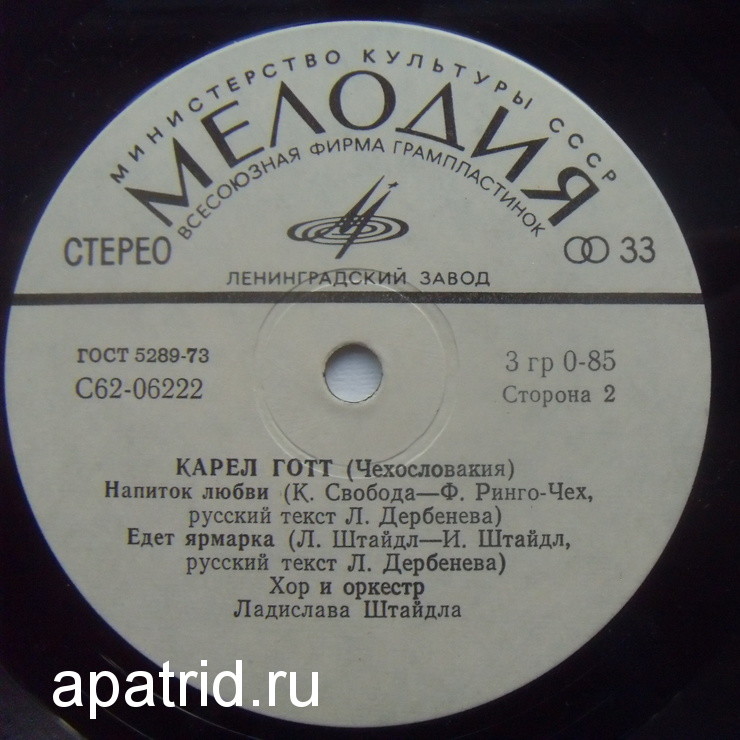 МИНИСТЕРСТВО КУЛЬТУРЫ СССР
МЕЛОДИЯ
ВСЕСОЮЗНАЯ ФИРМА ГРАМПЛАСТИНОК
СТЕРЕО 33
ЛЕНИНГРАДСКИЙ ЗАВОД
ГОСТ 5289-73 3 гр 0-85
С62-06222 Сторона 2
КАРЕЛ ГОТТ (Чехословакия)
Напиток любви (К. Свобода—Ф. Ринго-Чех,
русский текст Л. Дербенева)
Едет ярмарка (Л. Штайдл—И. Штайдл,
русский текст Л. Дербенева)
Хор и оркестр
Ладислава Штайдла
apatrid.ru